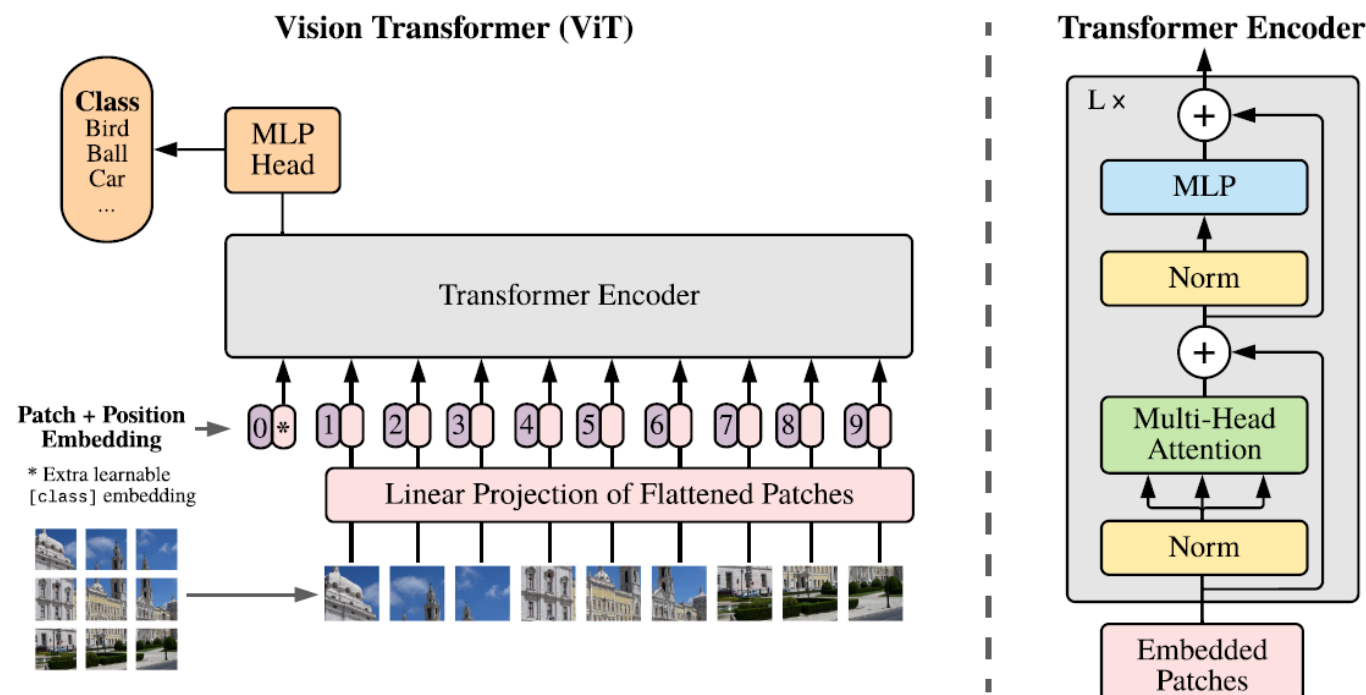 Vision Transformer (ViT)
Class
Bird
Ball
Car
...
MLP
Head
Transformer Encoder
Patch + Position
Embedding
0 * 1 2 3 4 5 6 7 8 9
* Extra learnable
[class] embedding
Linear Projection of Flattened Patches
Transformer Encoder
L ×
+
MLP
Norm
+
Multi-Head
Attention
Norm
Embedded
Patches